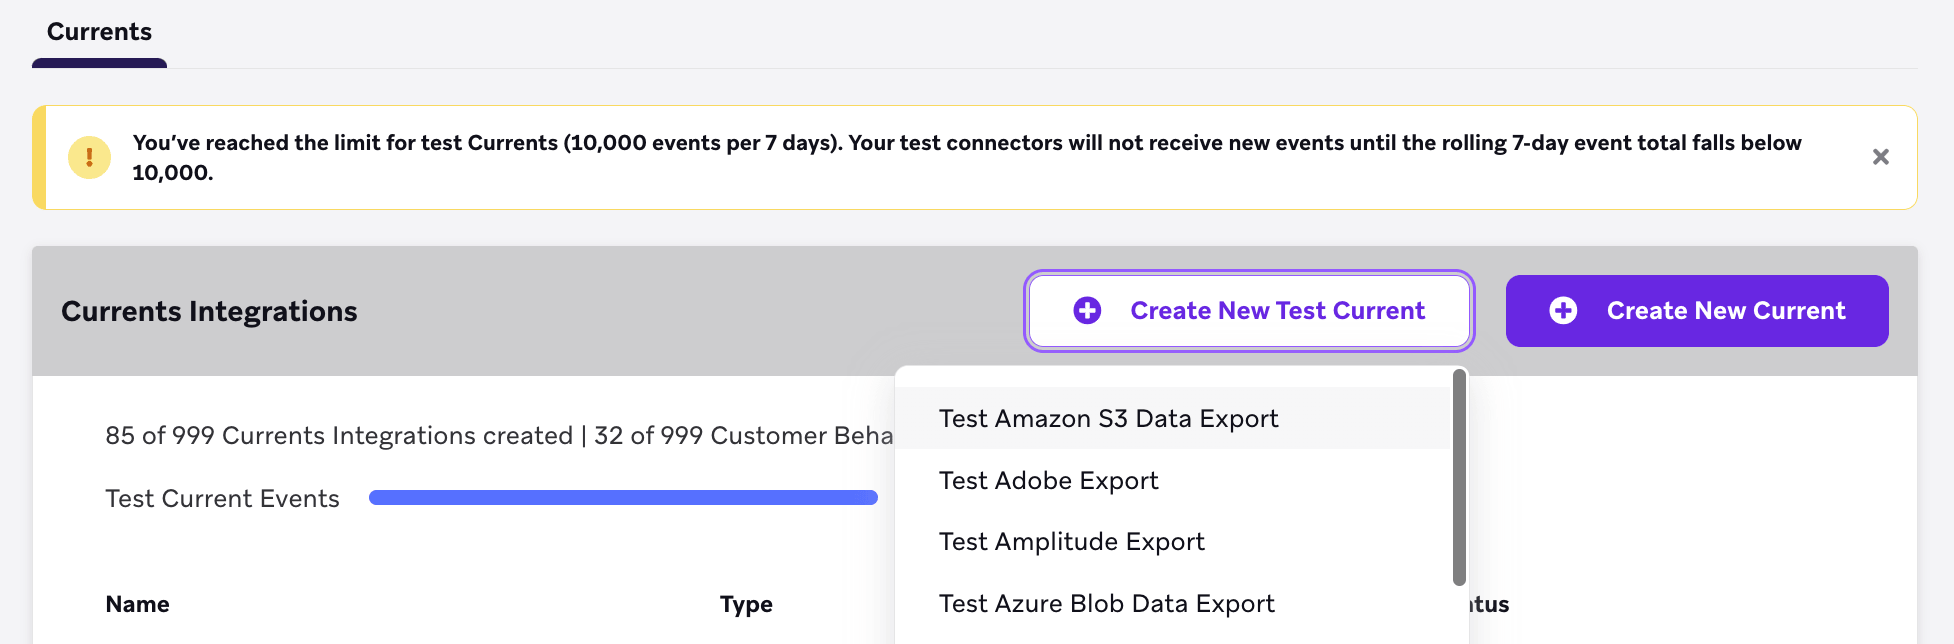 Currents
You've reached the limit for test Currents (10,000 events per 7 days). Your test connectors will not receive new events until the rolling 7-day event total falls below
10,000.
Currents Integrations
Create New Test Current
Create New Current
85 of 999 Currents Integrations created | 32 of 999 Customer Beha
Test Current Events
Test Amazon S3 Data Export
Test Adobe Export
Test Amplitude Export
Test Azure Blob Data Export
Name
Type